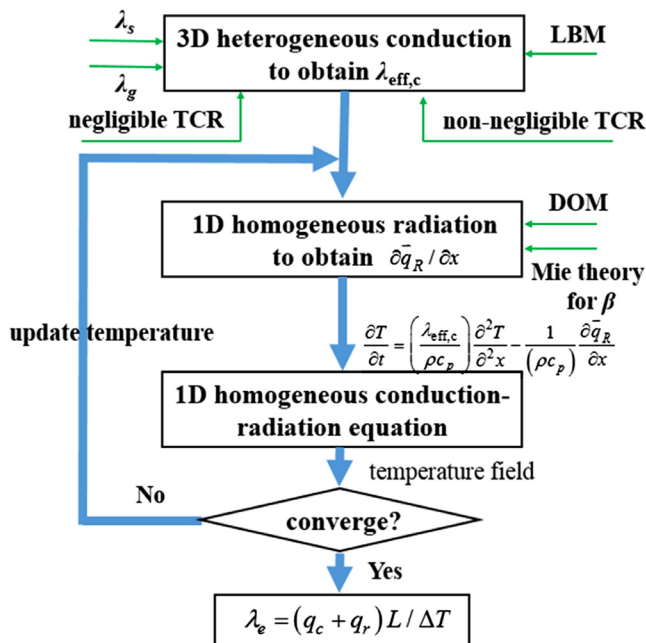 λs
3D heterogeneous conduction
to obtain λeff,c
LBM
λg
negligible TCR
non-negligible TCR
1D homogeneous radiation
to obtain ∂q̄R / ∂x
DOM
Mie theory
for β
update temperature
∂T/∂t = (λeff,c/ρcp) ∂²T/∂²x − 1/(ρcp) ∂q̄R/∂x
1D homogeneous conduction-
radiation equation
temperature field
No
converge?
Yes
λe = (qc + qr) L / ΔT